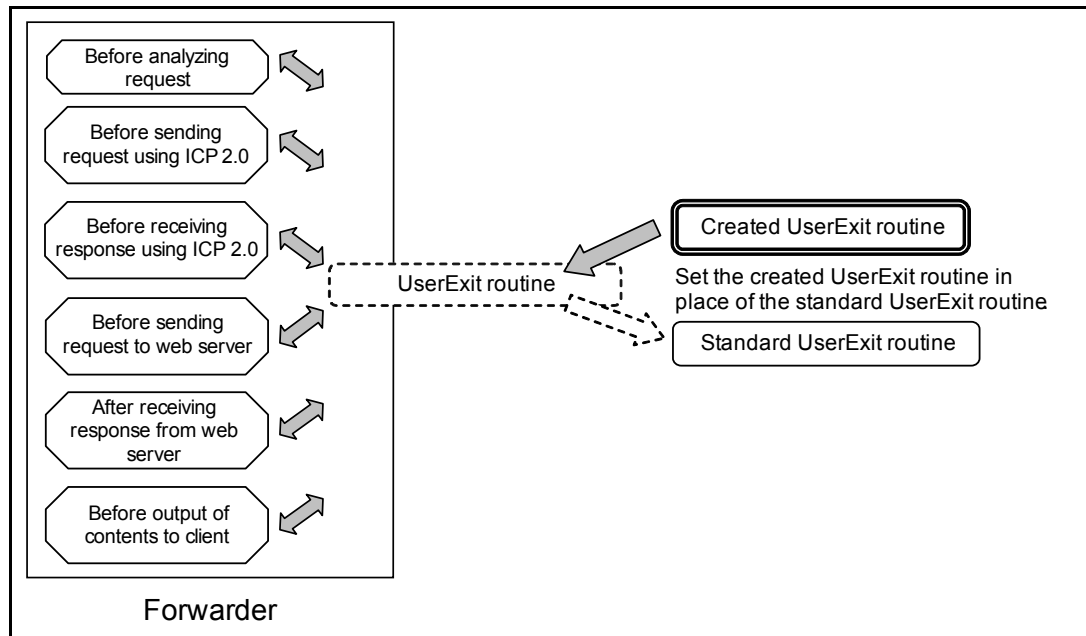 Before analyzing
request
Before sending
request using ICP 2.0
Before receiving
response using ICP 2.0
Before sending
request to web server
After receiving
response from web
server
Before output of
contents to client
Forwarder
UserExit routine
Created UserExit routine
Set the created UserExit routine in
place of the standard UserExit routine
Standard UserExit routine